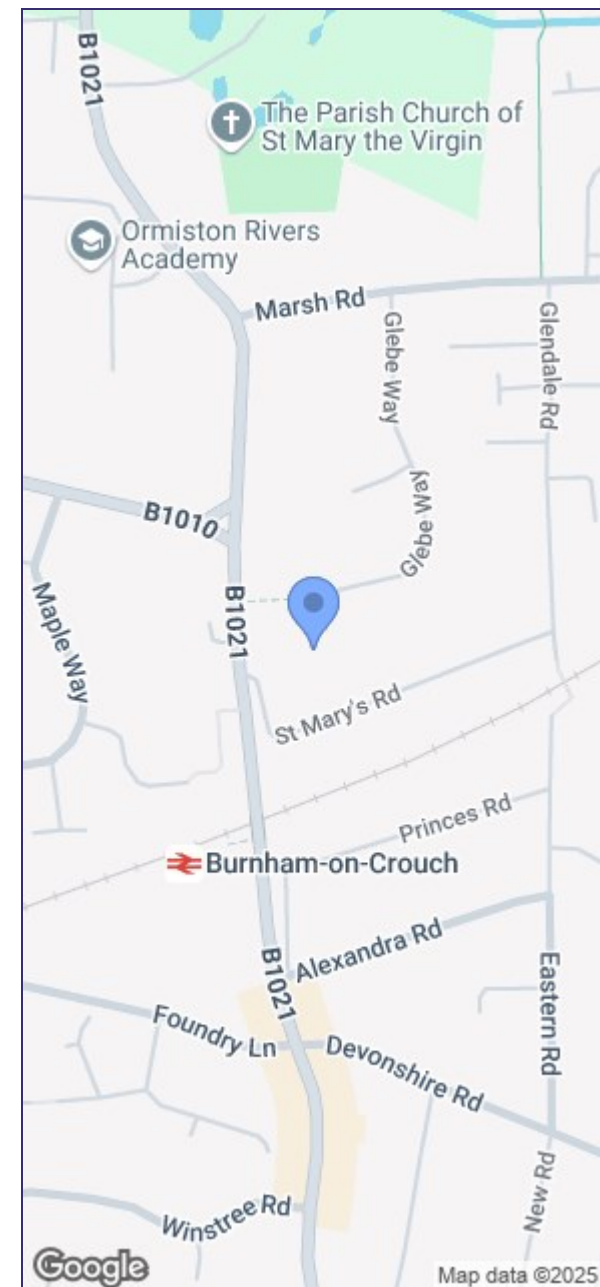 B1021
The Parish Church of
St Mary the Virgin
Ormiston Rivers
Academy
Marsh Rd
Glebe Way
Glendale Rd
Glebe Way
B1010
B1021
Maple Way
St Mary's Rd
Princes Rd
Burnham-on-Crouch
Alexandra Rd
B1021
Eastern Rd
Foundry Ln
Devonshire Rd
New Rd
Winstree Rd
Google
Map data ©2025